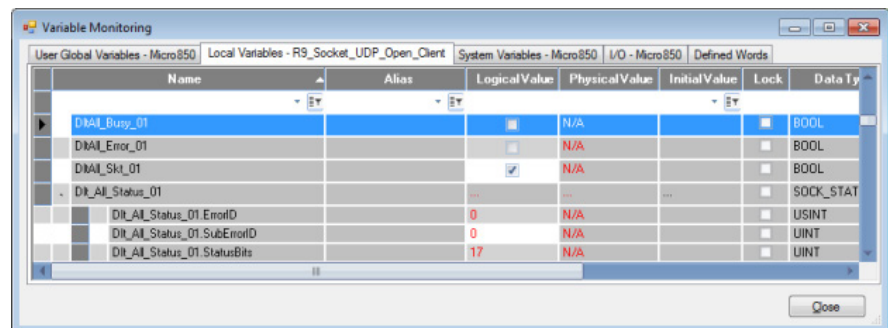 Variable Monitoring
User Global Variables - Micro850 Local Variables - R9_Socket_UDP_Open_Client System Variables - Micro850 I/O - Micro850 Defined Words
Name Alias Logical Value Physical Value Initial Value Lock Data Ty
DltAll_Busy_01 N/A BOOL
DltAll_Error_01 N/A BOOL
DltAll_Skt_01 N/A BOOL
- Dlt_All_Status_01 ... ... ... SOCK_STAT
Dlt_All_Status_01.ErrorID 0 N/A USINT
Dlt_All_Status_01.SubErrorID 0 N/A UINT
Dlt_All_Status_01.StatusBits 17 N/A UINT
Close